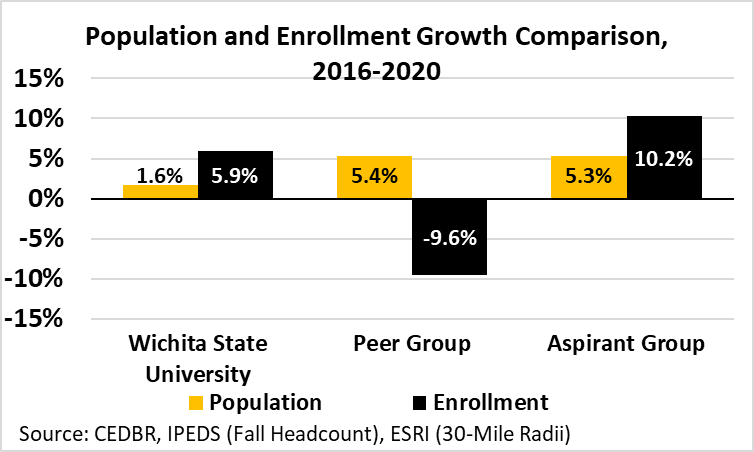 Population and Enrollment Growth Comparison,
2016-2020
15%
10%
5%
0%
-5%
-10%
-15%
1.6%
5.9%
5.4%
-9.6%
5.3%
10.2%
Wichita State
University
Peer Group
Aspirant Group
Population
Enrollment
Source: CEDBR, IPEDS (Fall Headcount), ESRI (30-Mile Radii)